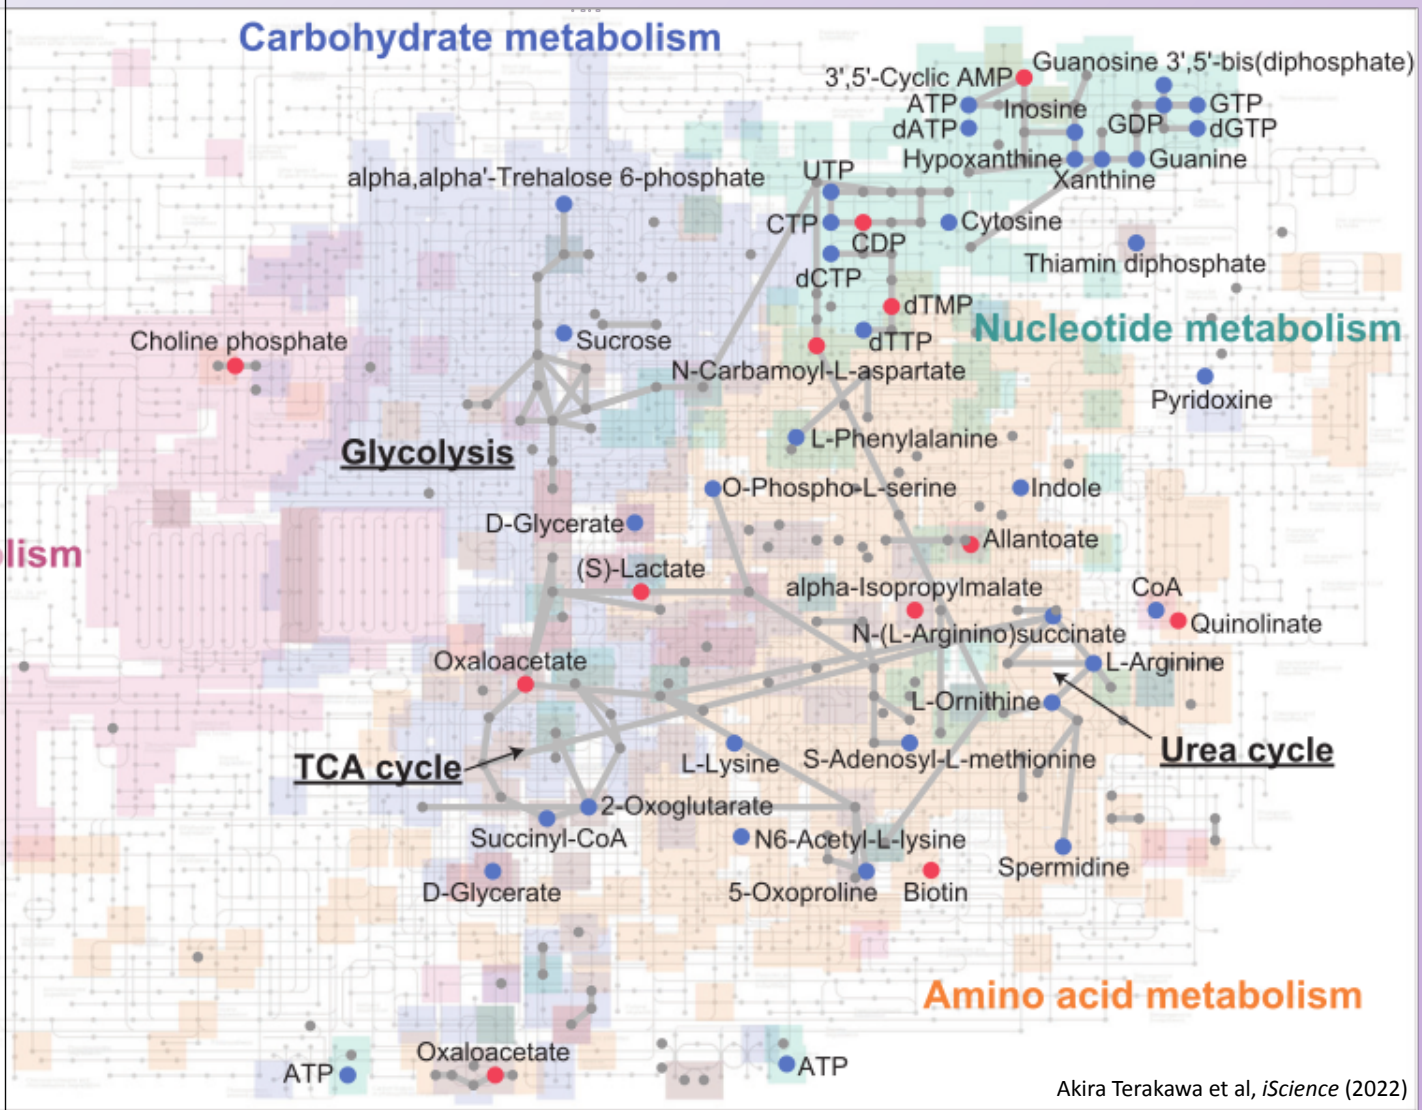 Carbohydrate metabolism
3',5'-Cyclic AMP
Guanosine 3',5'-bis(diphosphate)
ATP
Inosine
GTP
dATP
GDP
dGTP
Hypoxanthine
Guanine
Xanthine
alpha,alpha'-Trehalose 6-phosphate
UTP
CTP
CDP
Cytosine
dCTP
Thiamin diphosphate
dTMP
Nucleotide metabolism
Choline phosphate
Sucrose
dTTP
N-Carbamoyl-L-aspartate
Pyridoxine
Glycolysis
L-Phenylalanine
O-Phospho-L-serine
Indole
D-Glycerate
Allantoate
lism
(S)-Lactate
alpha-Isopropylmalate
CoA
Quinolinate
N-(L-Arginino)succinate
Oxaloacetate
L-Arginine
L-Ornithine
TCA cycle
L-Lysine
S-Adenosyl-L-methionine
Urea cycle
2-Oxoglutarate
Succinyl-CoA
N6-Acetyl-L-lysine
Spermidine
D-Glycerate
5-Oxoproline
Biotin
Amino acid metabolism
Oxaloacetate
ATP
ATP
Akira Terakawa et al, iScience (2022)